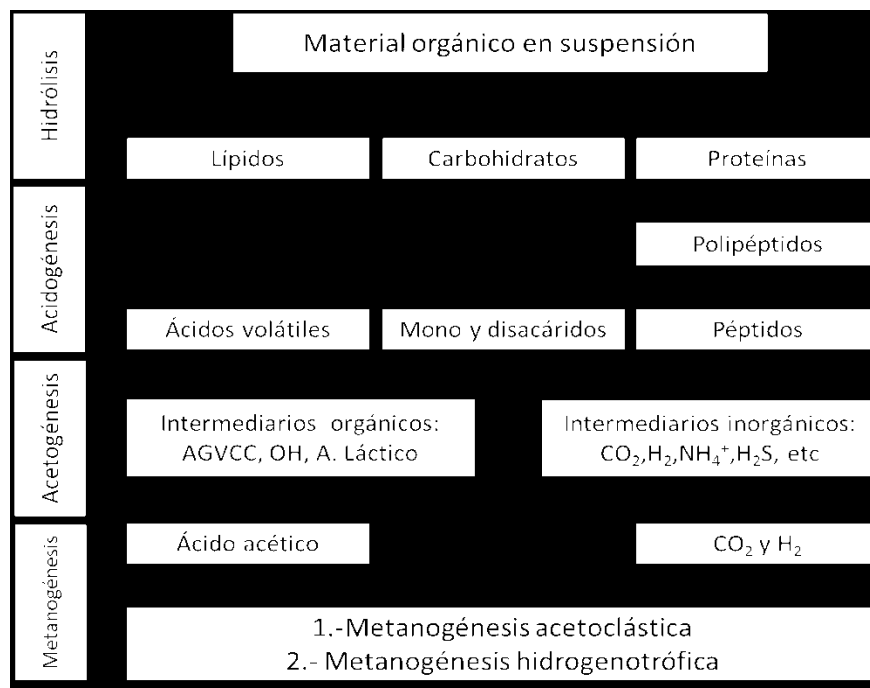 Hidrólisis
Material orgánico en suspensión
Lípidos
Carbohidratos
Proteínas
Acidogénesis
Polipéptidos
Ácidos volátiles
Mono y disacáridos
Péptidos
Acetogénesis
Intermediarios orgánicos:
AGVCC, OH, A. Láctico
Intermediarios inorgánicos:
CO₂,H₂,NH₄⁺,H₂S, etc
Metanogénesis
Ácido acético
CO₂ y H₂
1.-Metanogénesis acetoclástica
2.- Metanogénesis hidrogenotrófica